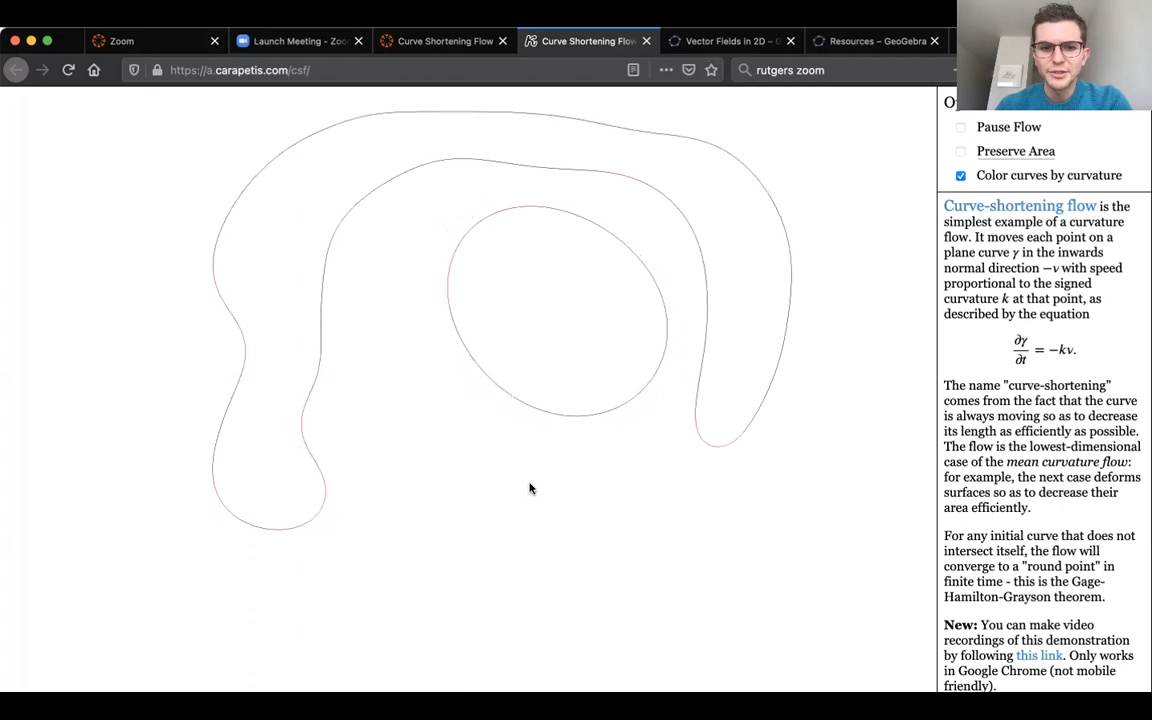 Zoom
Launch Meeting - Zoo
Curve Shortening Flow
Curve Shortening Flow
Vector Fields in 2D – G
Resources – GeoGebra
https://a.carapetis.com/csf/
rutgers zoom
Pause Flow
Preserve Area
Color curves by curvature
Curve-shortening flow is the
simplest example of a curvature
flow. It moves each point on a
plane curve γ in the inwards
normal direction −ν with speed
proportional to the signed
curvature k at that point, as
described by the equation
∂γ/∂t = −kν.
The name "curve-shortening"
comes from the fact that the curve
is always moving so as to decrease
its length as efficiently as possible.
The flow is the lowest-dimensional
case of the mean curvature flow:
for example, the next case deforms
surfaces so as to decrease their
area efficiently.
For any initial curve that does not
intersect itself, the flow will
converge to a "round point" in
finite time - this is the Gage-
Hamilton-Grayson theorem.
New: You can make video
recordings of this demonstration
by following this link. Only works
in Google Chrome (not mobile
friendly).